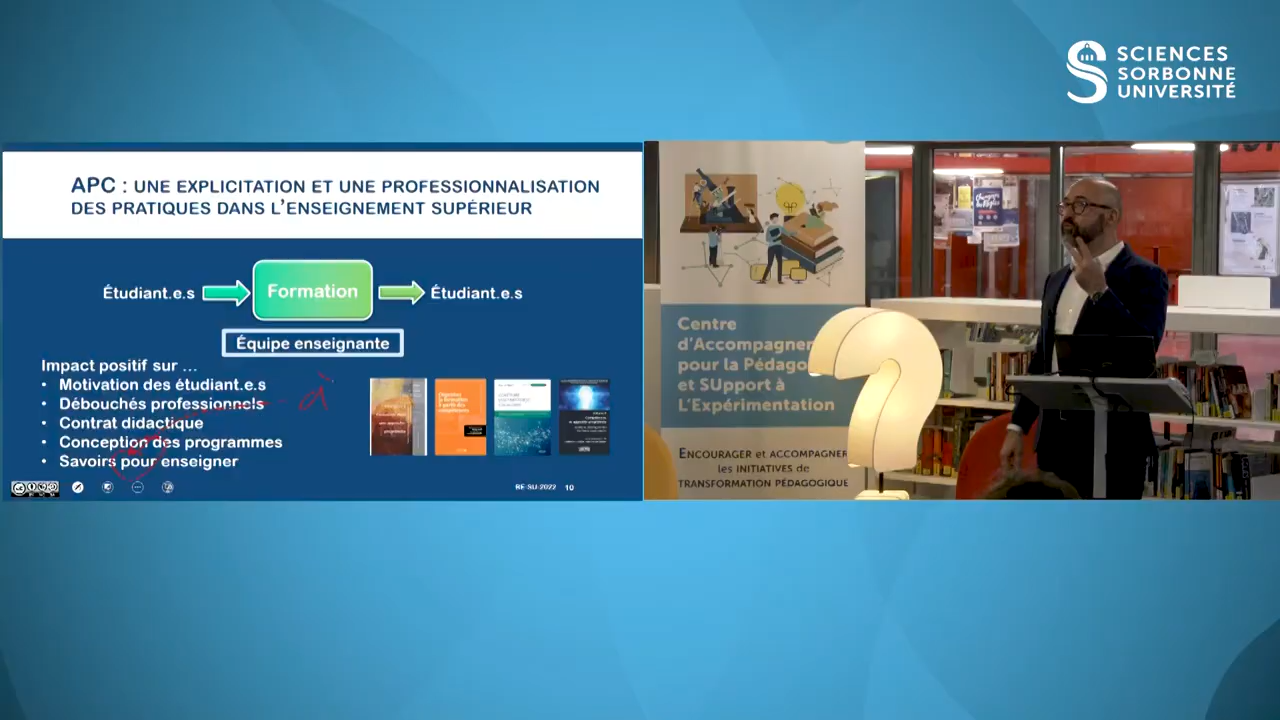 SCIENCES
SORBONNE
UNIVERSITÉ
APC : UNE EXPLICITATION ET UNE PROFESSIONNALISATION
DES PRATIQUES DANS L'ENSEIGNEMENT SUPÉRIEUR
Étudiant.e.s
Formation
Étudiant.e.s
Équipe enseignante
Impact positif sur ...
• Motivation des étudiant.e.s
• Débouchés professionnels
• Contrat didactique
• Conception des programmes
• Savoirs pour enseigner
à
RE-SU-2022 10
Centre
d'Accompagner
pour la Pédago
et SUpport à
L'Expérimentation
ENCOURAGER et ACCOMPAGNER
les INITIATIVES de
TRANSFORMATION PÉDAGOGIQUE